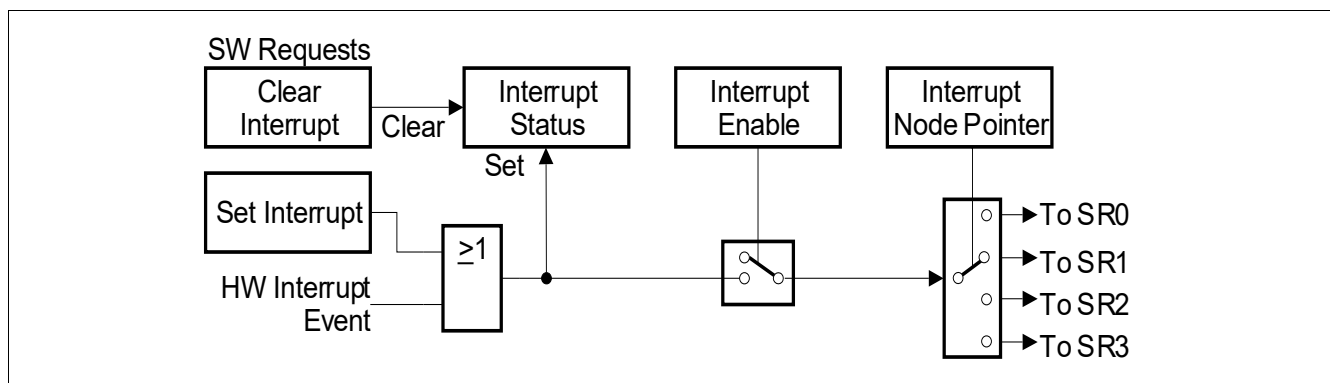 SW Requests
Clear
Interrupt
Clear
Interrupt
Status
Set
Interrupt
Enable
Interrupt
Node Pointer
Set Interrupt
≥1
HW Interrupt
Event
To SR0
To SR1
To SR2
To SR3